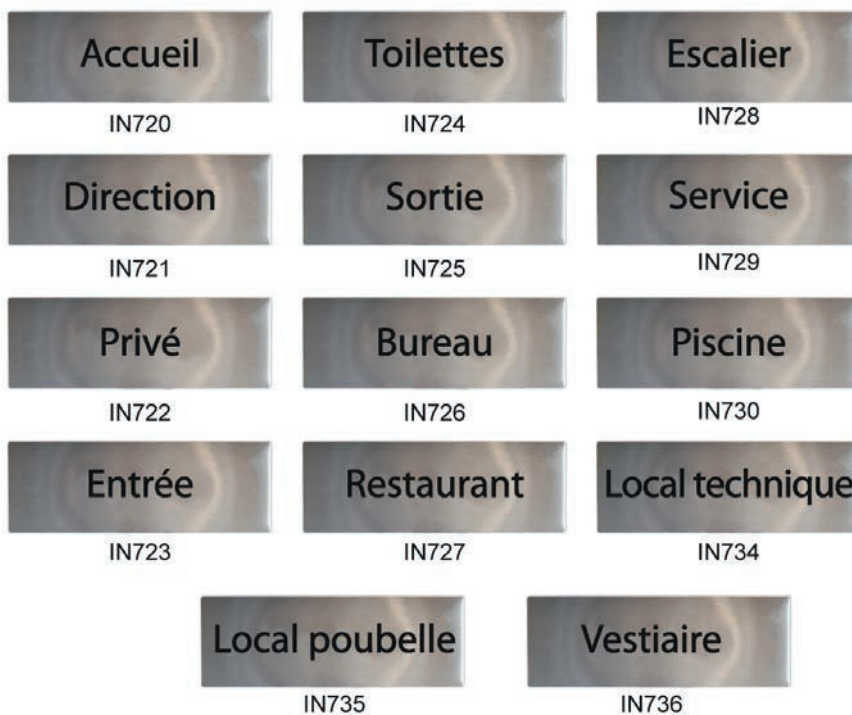 Accueil
Toilettes
Escalier
IN720
IN724
IN728
Direction
Sortie
Service
IN721
IN725
IN729
Privé
Bureau
Piscine
IN722
IN726
IN730
Entrée
Restaurant
Local technique
IN723
IN727
IN734
Local poubelle
Vestiaire
IN735
IN736